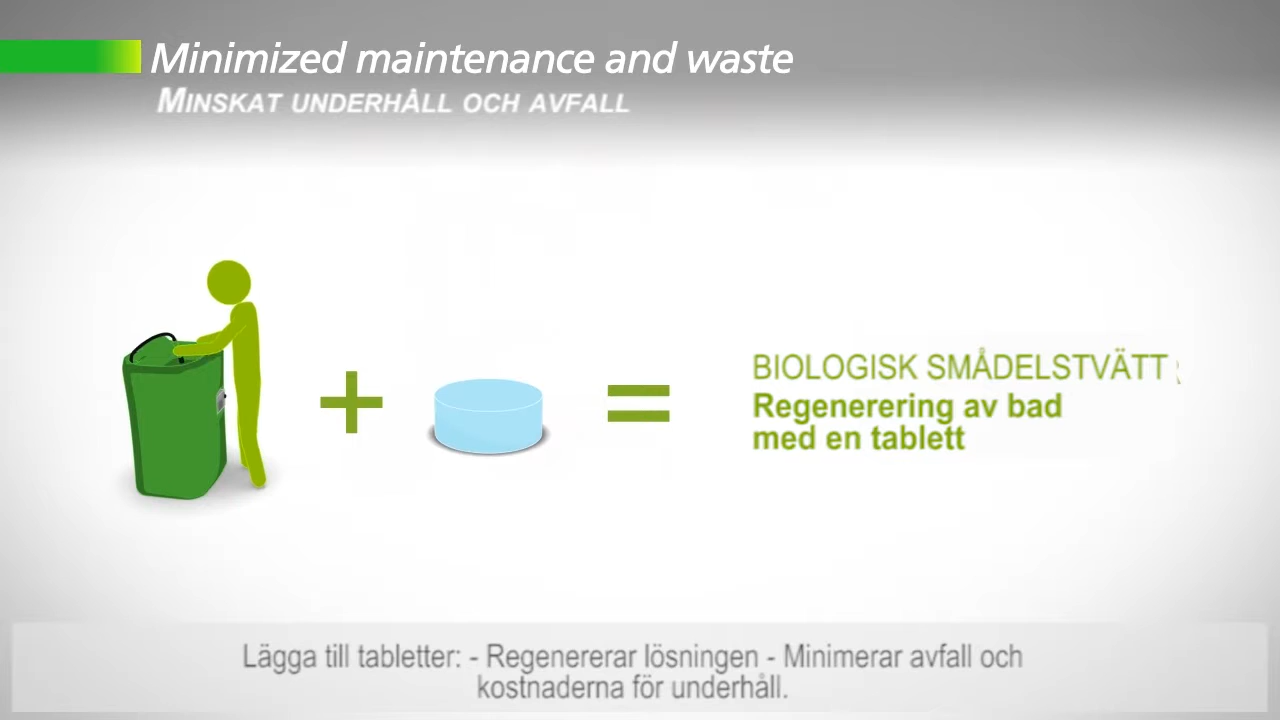 Minimized maintenance and waste
MINSKAT UNDERHÅLL OCH AVFALL
BIOLOGISK SMÅDELSTVÄTT
Regenerering av bad
med en tablett
Lägga till tabletter: - Regenererar lösningen - Minimerar avfall och
kostnaderna för underhåll.